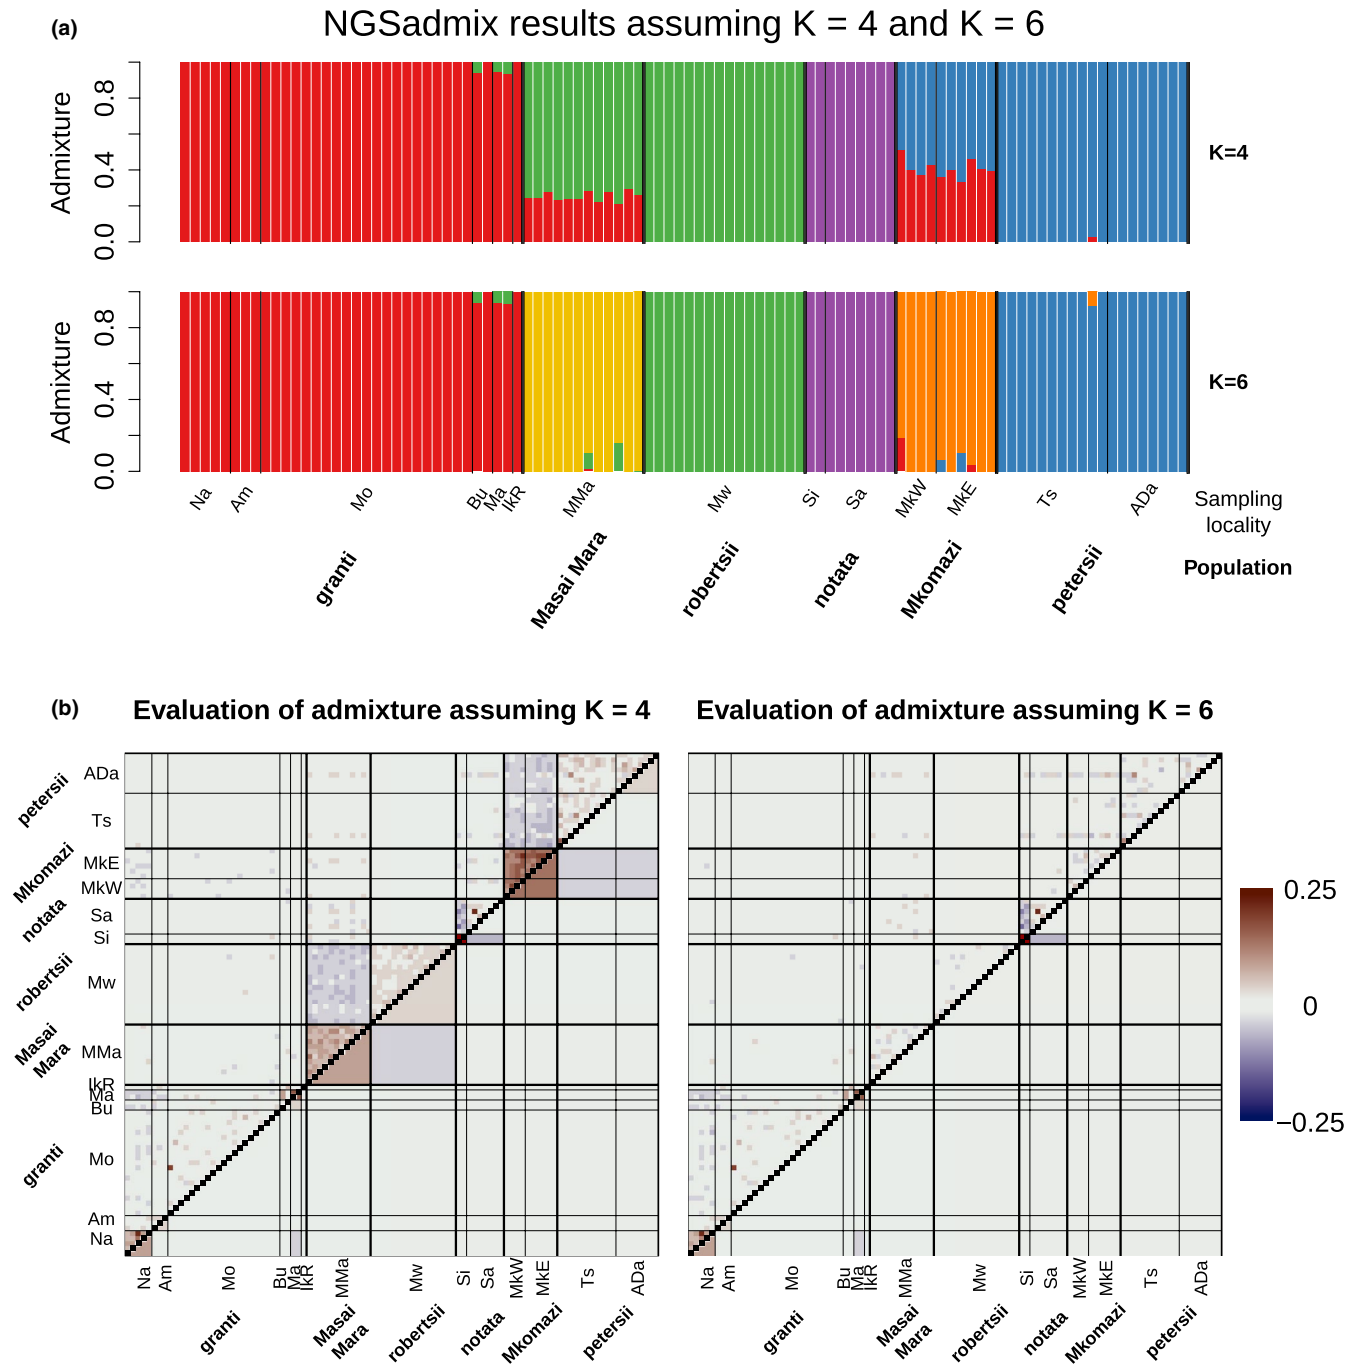 (a)
NGSadmix results assuming K = 4 and K = 6
Admixture
0.0
0.4
0.8
K=4
Admixture
0.0
0.4
0.8
K=6
Na
Am
Mo
Bu
Ma
IkR
MMa
Mw
Si
Sa
MkW
MkE
Ts
ADa
Sampling
locality
granti
Masai Mara
robertsii
notata
Mkomazi
petersii
Population
(b)
Evaluation of admixture assuming K = 4
Evaluation of admixture assuming K = 6
petersii
Mkomazi
notata
robertsii
Masai
Mara
granti
ADa
Ts
MkE
MkW
Sa
Si
Mw
MMa
IkR
Ma
Bu
Mo
Am
Na
Na
Am
Mo
Bu
Ma
IkR
MMa
Mw
Si
Sa
MkW
MkE
Ts
ADa
granti
Masai
Mara
robertsii
notata
Mkomazi
petersii
Na
Am
Mo
Bu
Ma
IkR
MMa
Mw
Si
Sa
MkW
MkE
Ts
ADa
granti
Masai
Mara
robertsii
notata
Mkomazi
petersii
0.25
0
−0.25